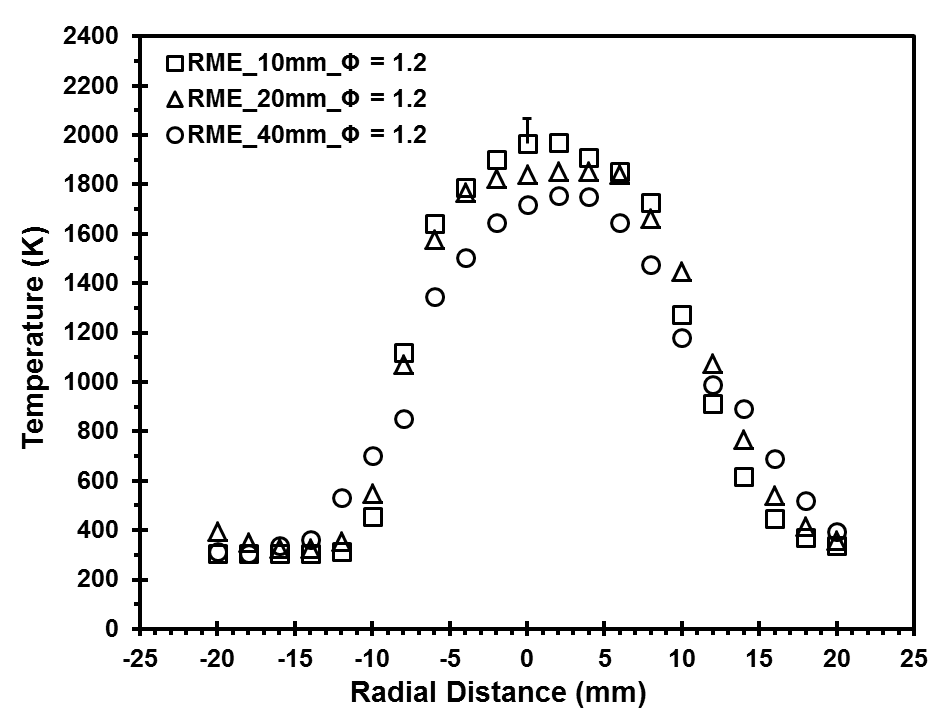 2400
2200
2000
1800
1600
1400
1200
1000
800
600
400
200
0
Temperature (K)
RME_10mm_Φ = 1.2
RME_20mm_Φ = 1.2
RME_40mm_Φ = 1.2
-25 -20 -15 -10 -5 0 5 10 15 20 25
Radial Distance (mm)